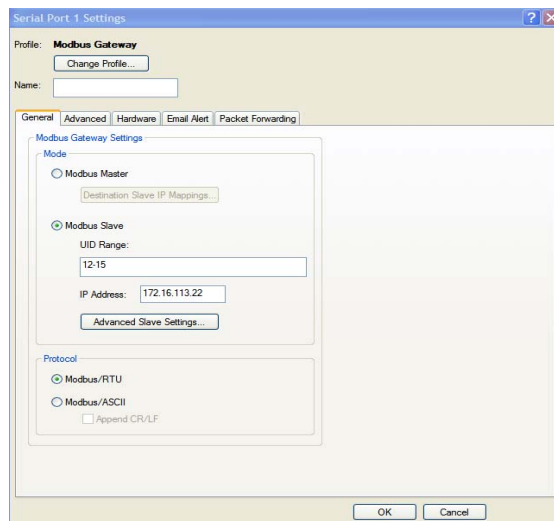 Serial Port 1 Settings
Profile: Modbus Gateway
Change Profile...
Name:
General Advanced Hardware Email Alert Packet Forwarding
Modbus Gateway Settings
Mode
Modbus Master
Destination Slave IP Mappings...
Modbus Slave
UID Range:
12-15
IP Address: 172.16.113.22
Advanced Slave Settings...
Protocol
Modbus/RTU
Modbus/ASCII
Append CR/LF
OK Cancel